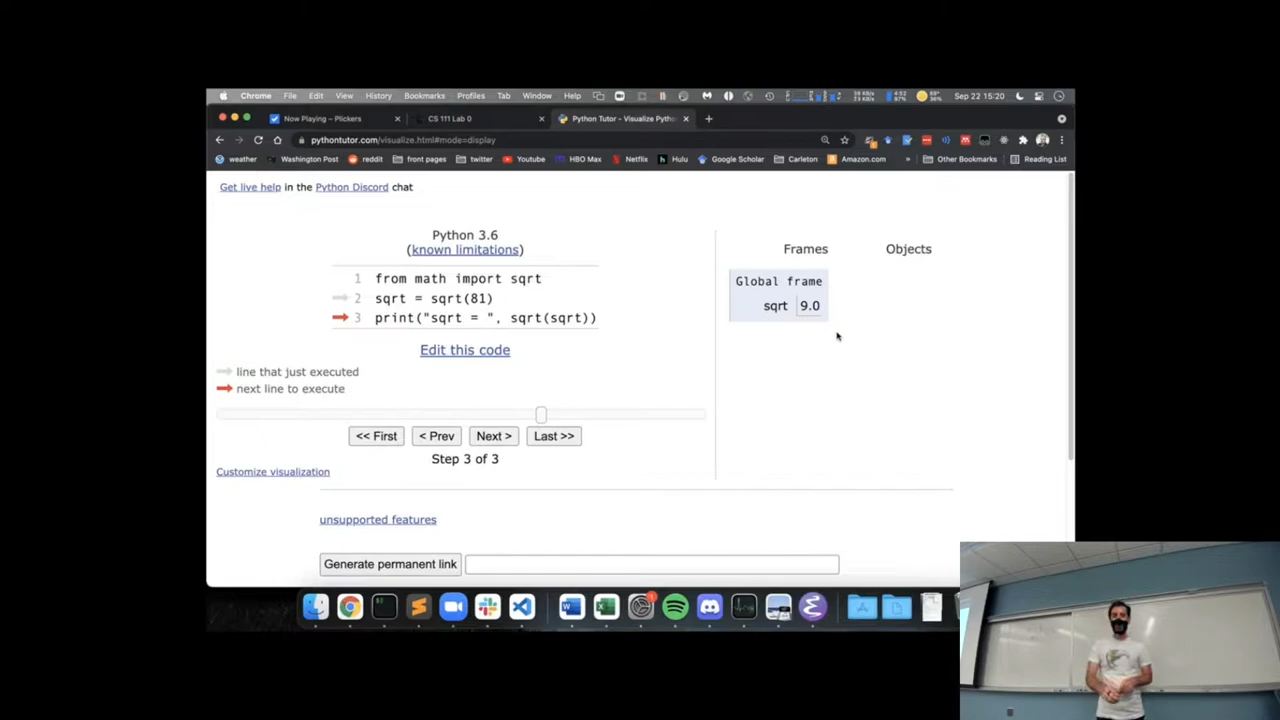 Chrome File Edit View History Bookmarks Profiles Tab Window Help Sep 22 15:20
Now Playing – Plickers
CS 111 Lab 0
Python Tutor - Visualize Pytho
pythontutor.com/visualize.html#mode=display
weather Washington Post reddit front pages twitter Youtube HBO Max Netflix Hulu Google Scholar Carleton Amazon.com » Other Bookmarks Reading List
Get live help in the Python Discord chat
Python 3.6
(known limitations)
1 from math import sqrt
2 sqrt = sqrt(81)
3 print("sqrt = ", sqrt(sqrt))
Edit this code
line that just executed
next line to execute
<< First < Prev Next > Last >>
Step 3 of 3
Customize visualization
Frames Objects
Global frame
sqrt 9.0
unsupported features
Generate permanent link